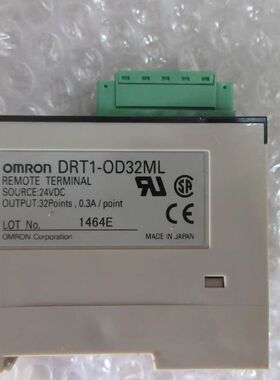 OMRON DRT1-OD32ML
REMOTE TERMINAL
SOURCE:24VDC
OUTPUT:32Points, 0.3A / point
LOT No. 1464E
OMRON Corporation MADE IN JAPAN